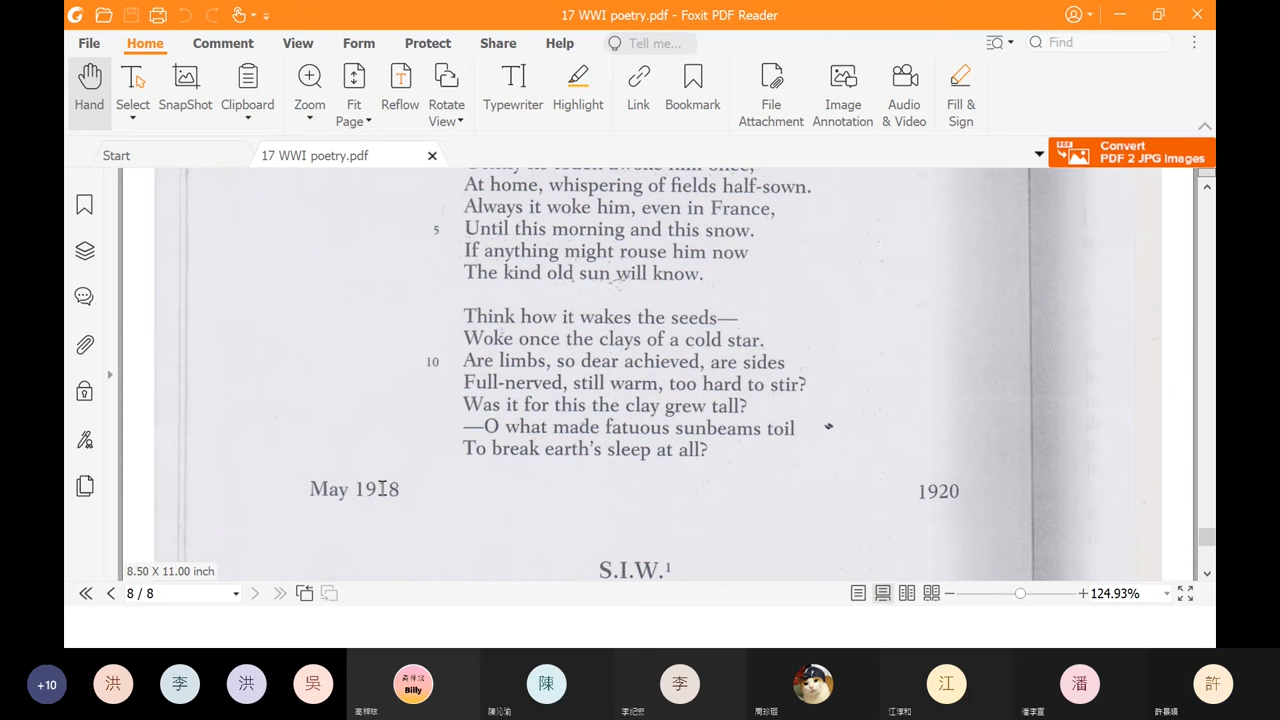 17 WWI poetry.pdf - Foxit PDF Reader
File Home Comment View Form Protect Share Help Tell me... Find
Hand Select SnapShot Clipboard Zoom Fit Page Reflow Rotate View Typewriter Highlight Link Bookmark File Attachment Image Annotation Audio & Video Fill & Sign
Start 17 WWI poetry.pdf Convert
PDF 2 JPG Images
At home, whispering of fields half-sown.
Always it woke him, even in France,
5 Until this morning and this snow.
If anything might rouse him now
The kind old sun will know.
Think how it wakes the seeds—
Woke once the clays of a cold star.
10 Are limbs, so dear achieved, are sides
Full-nerved, still warm, too hard to stir?
Was it for this the clay grew tall?
—O what made fatuous sunbeams toil
To break earth's sleep at all?
May 1918 1920
S.I.W.¹
8.50 X 11.00 inch
8 / 8 124.93%
+10 洪 李 洪 吳 Billy 陳 李 江 潘 許